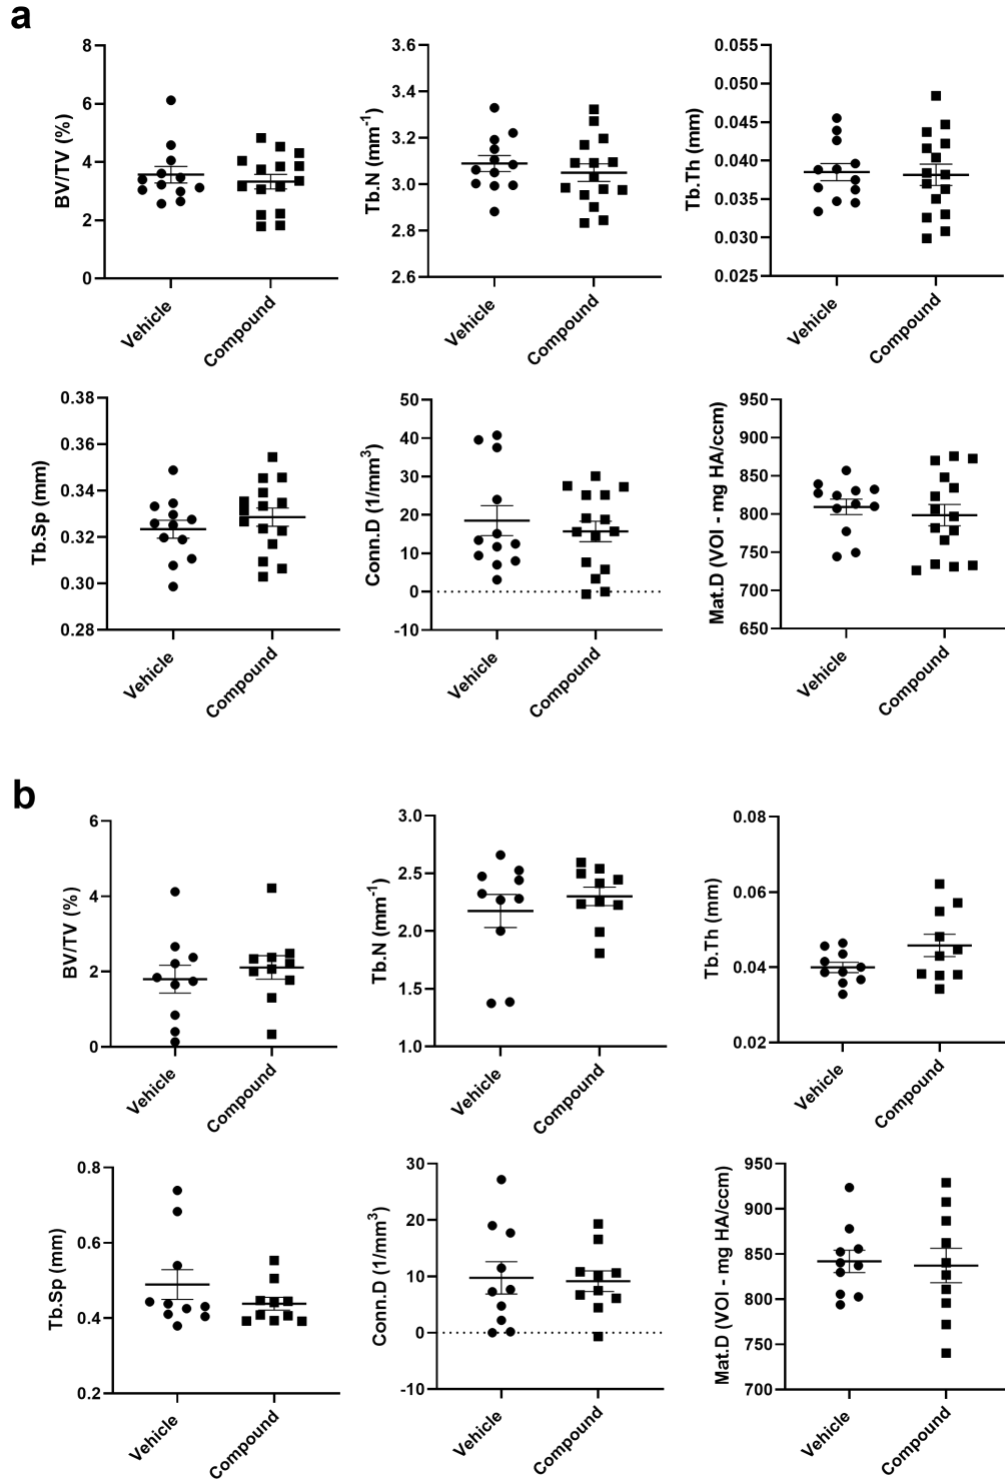 a
BV/TV (%)
8
6
4
2
0
Vehicle
Compound
Tb.N (mm-1)
3.6
3.4
3.2
3.0
2.8
2.6
Vehicle
Compound
Tb.Th (mm)
0.055
0.050
0.045
0.040
0.035
0.030
0.025
Vehicle
Compound
Tb.Sp (mm)
0.38
0.36
0.34
0.32
0.30
0.28
Vehicle
Compound
Conn.D (1/mm3)
50
40
30
20
10
0
-10
Vehicle
Compound
Mat.D (VOI - mg HA/ccm)
950
900
850
800
750
700
650
Vehicle
Compound
b
BV/TV (%)
6
4
2
0
Vehicle
Compound
Tb.N (mm-1)
3.0
2.5
2.0
1.5
1.0
Vehicle
Compound
Tb.Th (mm)
0.08
0.06
0.04
0.02
Vehicle
Compound
Tb.Sp (mm)
0.8
0.6
0.4
0.2
Vehicle
Compound
Conn.D (1/mm3)
30
20
10
0
-10
Vehicle
Compound
Mat.D (VOI - mg HA/ccm)
950
900
850
800
750
700
Vehicle
Compound